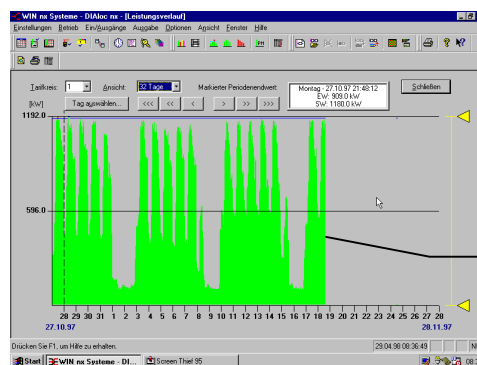 WIN nx Systeme - DIAloc nx - [Leistungsverlauf]
Einstellungen Betrieb Ein/Ausgänge Ausgabe Optionen Ansicht Fenster Hilfe
Tarifkreis: 1 Ansicht: 32 Tage Markierter Periodenendwert: Montag - 27.10.97 21:48:12 Schließen
EW: 909.0 kW
SW: 1180.0 kW
[kW] Tag auswählen... <<< << < > >> >>>
1192.0
596.0
28 29 30 31 1 2 3 4 5 6 7 8 9 10 11 12 13 14 15 16 17 18 19 20 21 22 23 24 25 26 27 28
27.10.97 28.11.97
Drücken Sie F1, um Hilfe zu erhalten. 29.04.98 08:36:49
Start WIN nx Systeme - DI... Screen Thief 95